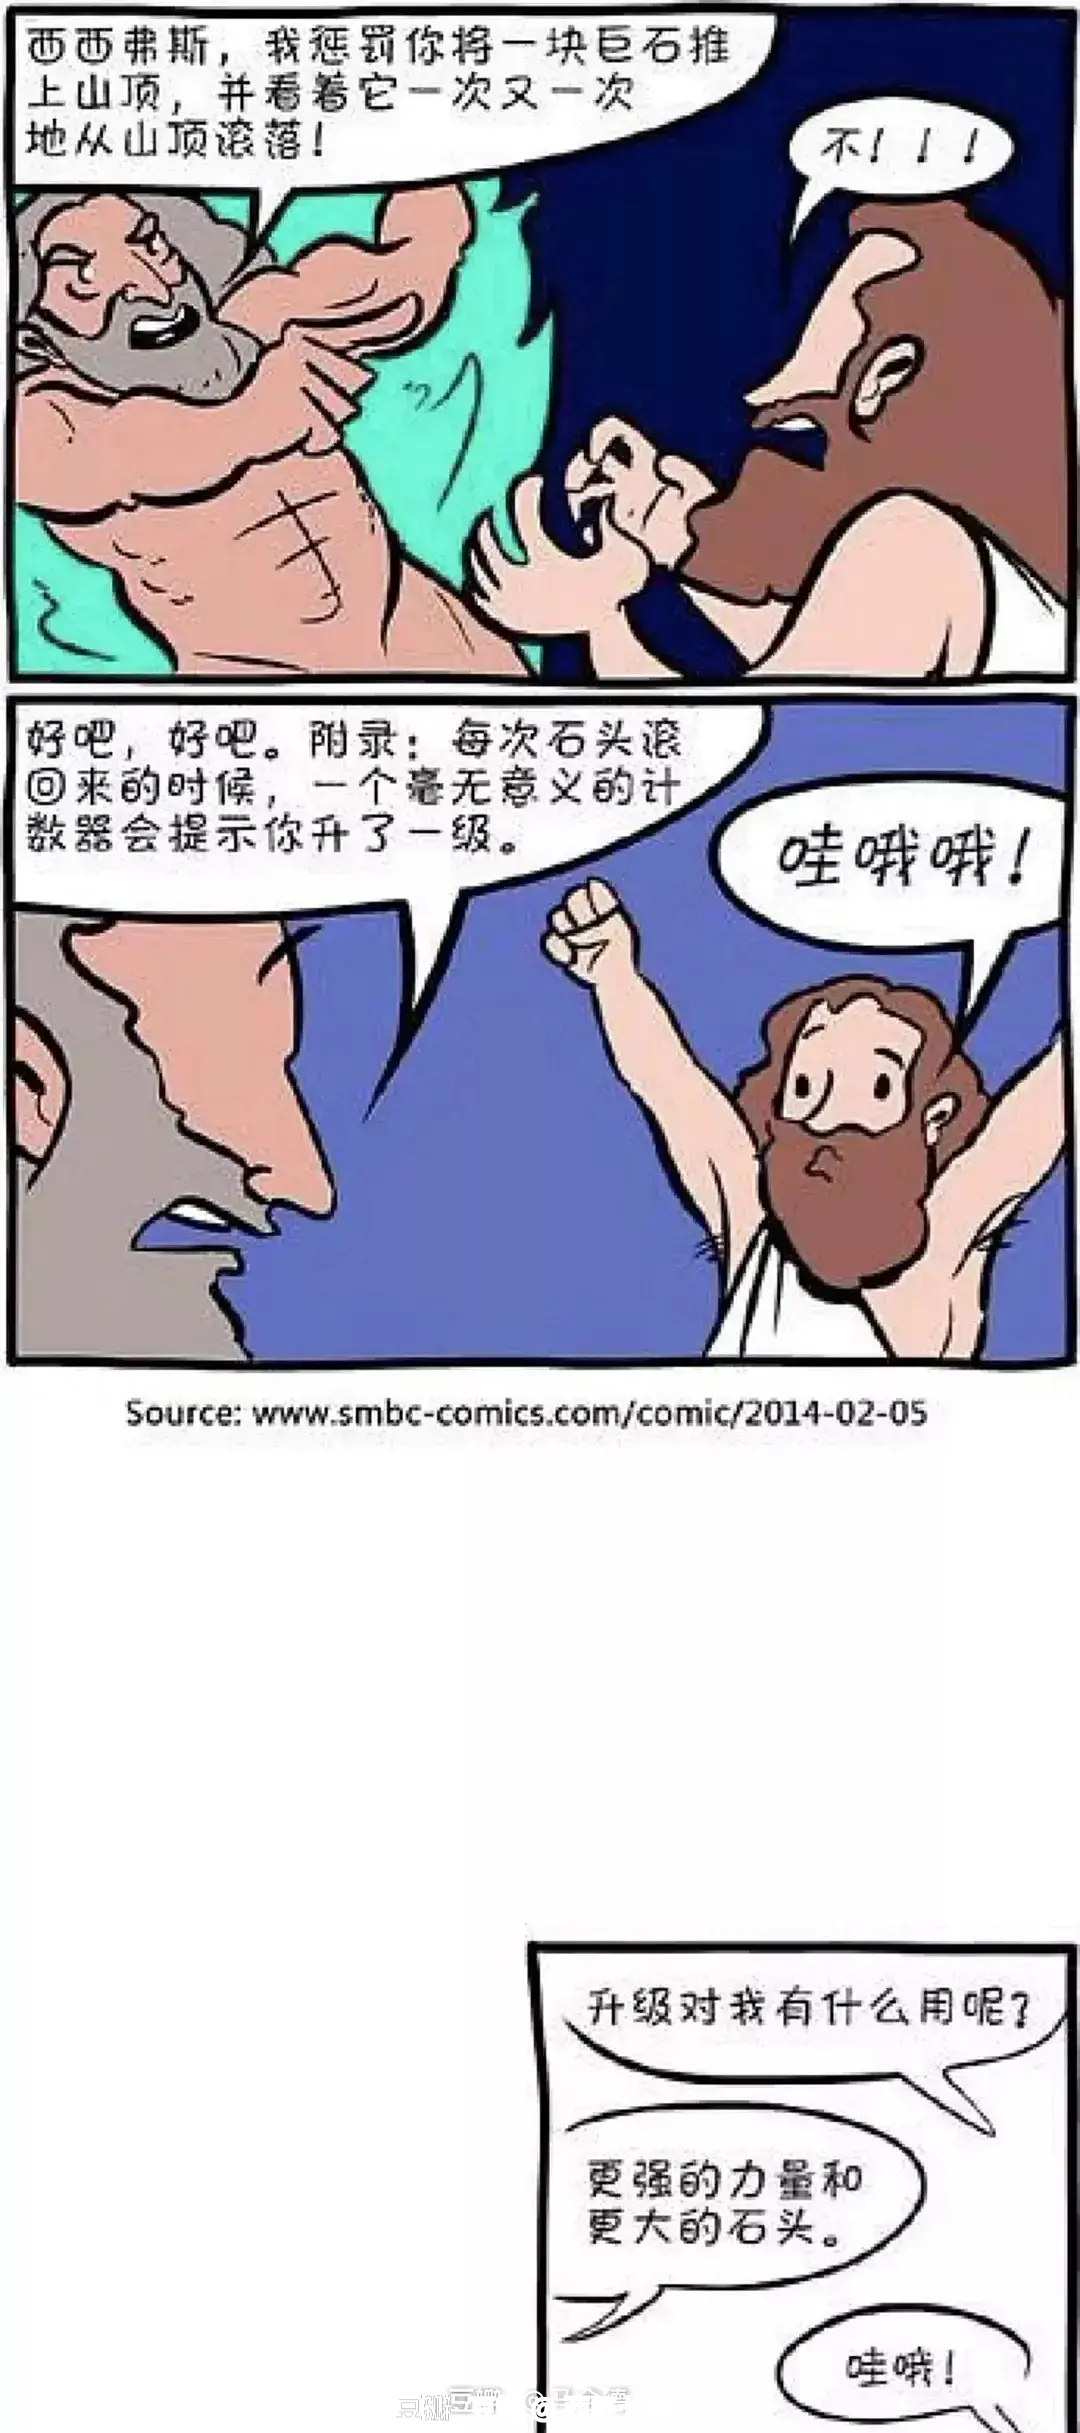 西西弗斯，我惩罚你将一块巨石推
上山顶，并看着它一次又一次
地从山顶滚落！
不！！！
好吧，好吧。附录：每次石头滚
回来的时候，一个毫无意义的计
数器会提示你升了一级。
哇哦哦！
Source: www.smbc-comics.com/comic/2014-02-05
升级对我有什么用呢？
更强的力量和
更大的石头。
哇哦！
豆瓣